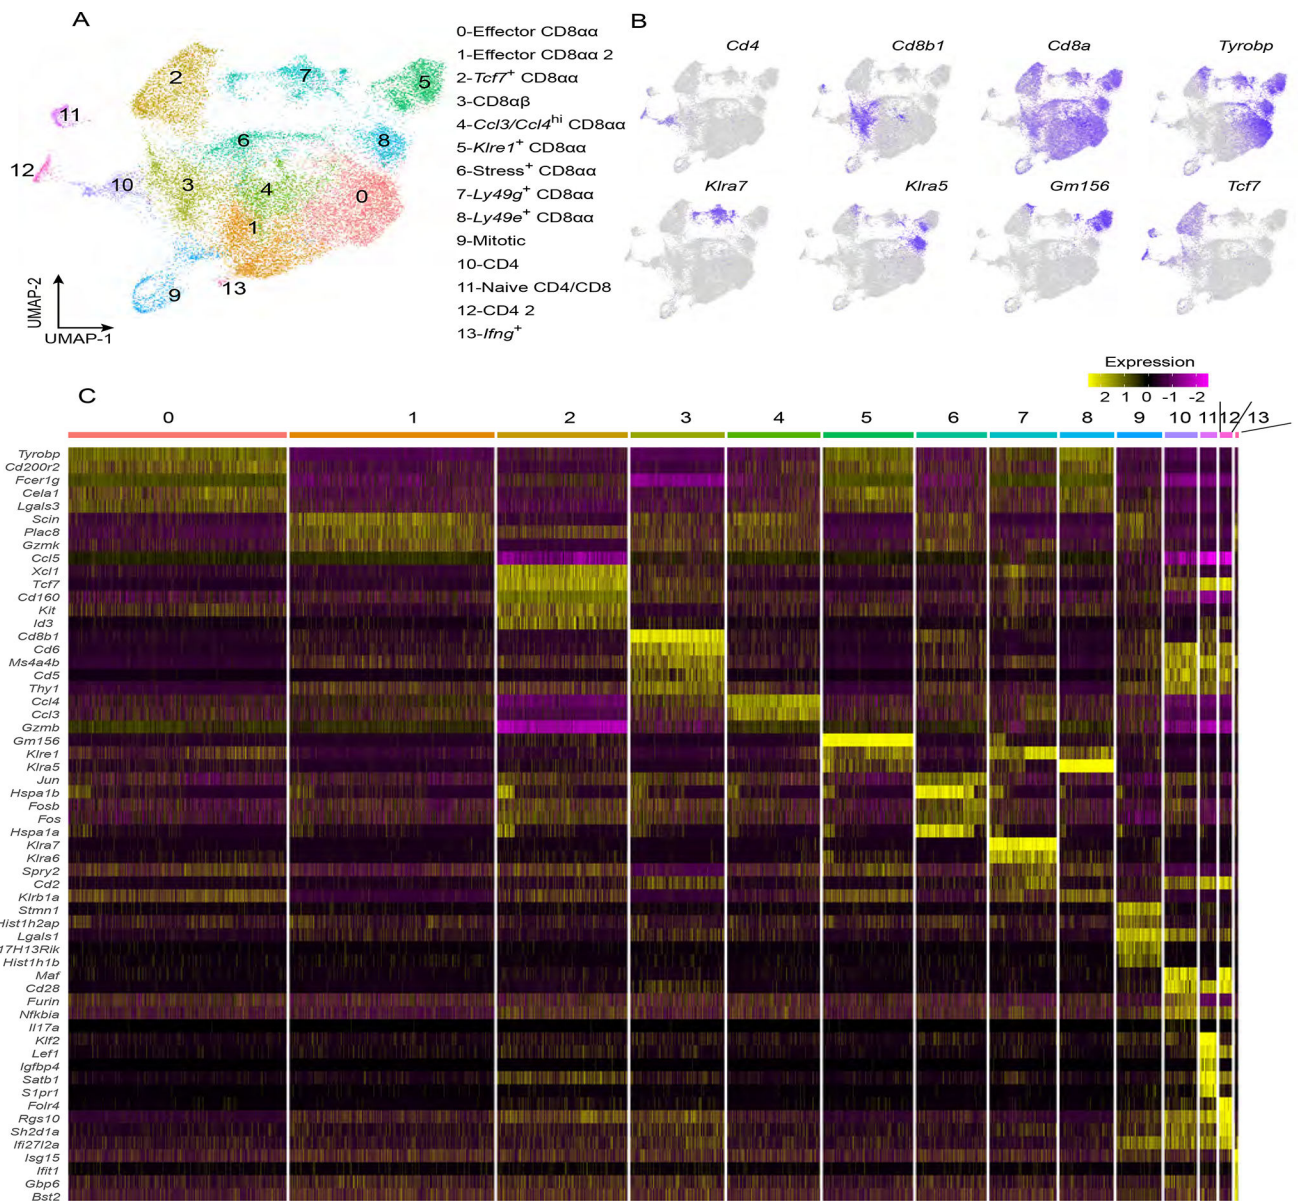 A
2
7
5
11
6
8
12
10
3
4
0
1
9
13
UMAP-2
UMAP-1
0-Effector CD8αα
1-Effector CD8αα 2
2-Tcf7+ CD8αα
3-CD8αβ
4-Ccl3/Ccl4hi CD8αα
5-Klre1+ CD8αα
6-Stress+ CD8αα
7-Ly49g+ CD8αα
8-Ly49e+ CD8αα
9-Mitotic
10-CD4
11-Naive CD4/CD8
12-CD4 2
13-Ifng+
B
Cd4 Cd8b1 Cd8a Tyrobp
Klra7 Klra5 Gm156 Tcf7
Expression
2 1 0 -1 -2
C
0 1 2 3 4 5 6 7 8 9 10 11 12 13
Tyrobp
Cd200r2
Fcer1g
Cela1
Lgals3
Scin
Plac8
Gzmk
Ccl5
Xcl1
Tcf7
Cd160
Kit
Id3
Cd8b1
Cd6
Ms4a4b
Cd5
Thy1
Ccl4
Ccl3
Gzmb
Gm156
Klre1
Klra5
Jun
Hspa1b
Fosb
Fos
Hspa1a
Klra7
Klra6
Spry2
Cd2
Klrb1a
Stmn1
Hist1h2ap
Lgals1
17H13Rik
Hist1h1b
Maf
Cd28
Furin
Nfkbia
Il17a
Klf2
Lef1
Igfbp4
Satb1
S1pr1
Folr4
Rgs10
Sh2d1a
Ifi27l2a
Isg15
Ifit1
Gbp6
Bst2